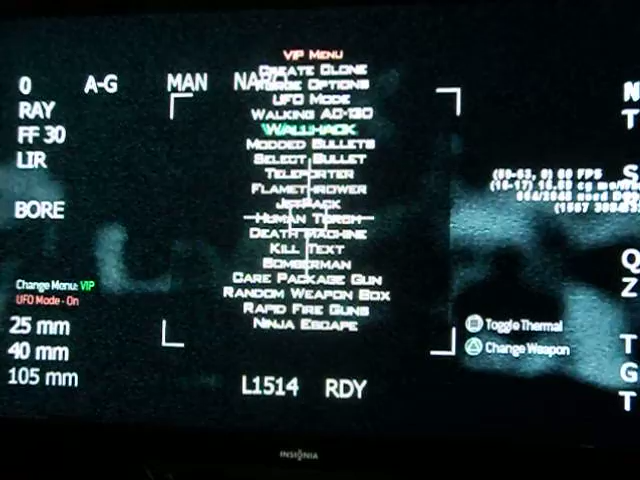 VIP MENU
CREATE CLONE
OPTIONS
UFO MODE
WALKING AC-130
WALLHACK
MODDED BULLETS
SELECT BULLET
TELEPORTER
FLAMETHROWER
JETPACK
HUMAN TORCH
DEATH MACHINE
KILL TEXT
BOMBERMAN
CARE PACKAGE GUN
RANDOM WEAPON BOX
RAPID FIRE GUNS
NINJA ESCAPE
0 A-G MAN
RAY
FF 30
LIR
BORE
Change Menu: VIP
UFO Mode - On
25 mm
40 mm
105 mm
L1514 RDY
Toggle Thermal
Change Weapon
N
T
S
Q
Z
T
G
T
INSIGNIA